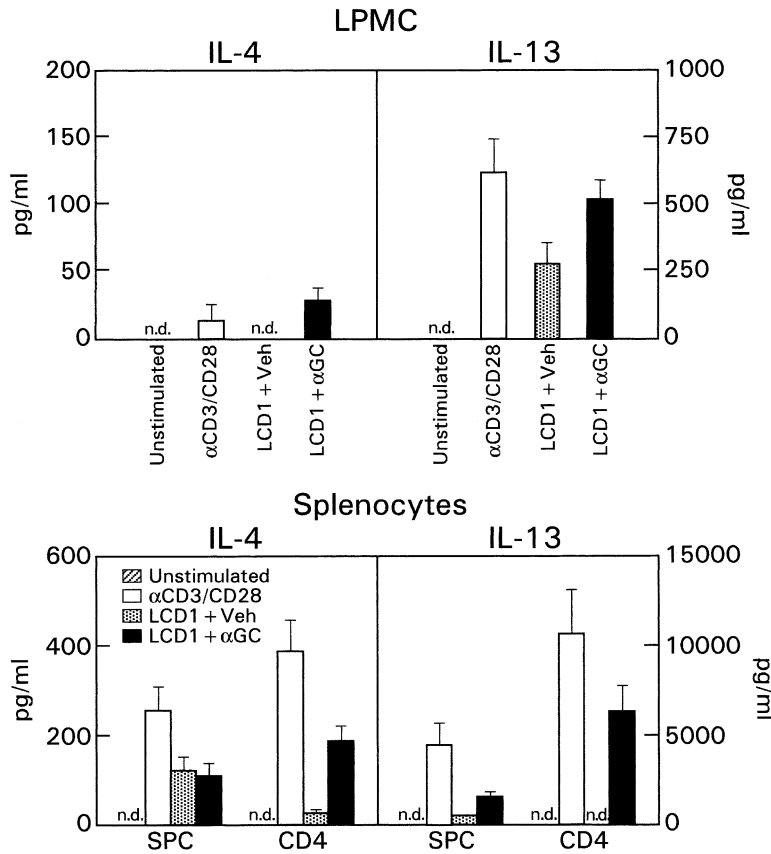 LPMC
IL-4 IL-13
200 1000
150 750
100 500
50 250
0 0
pg/ml pg/ml
n.d. n.d. n.d.
Unstimulated αCD3/CD28 LCD1 + Veh LCD1 + αGC Unstimulated αCD3/CD28 LCD1 + Veh LCD1 + αGC
Splenocytes
IL-4 IL-13
600 15000
400 10000
200 5000
0 0
pg/ml pg/ml
Unstimulated
αCD3/CD28
LCD1 + Veh
LCD1 + αGC
n.d. n.d. n.d. n.d. n.d.
SPC CD4 SPC CD4